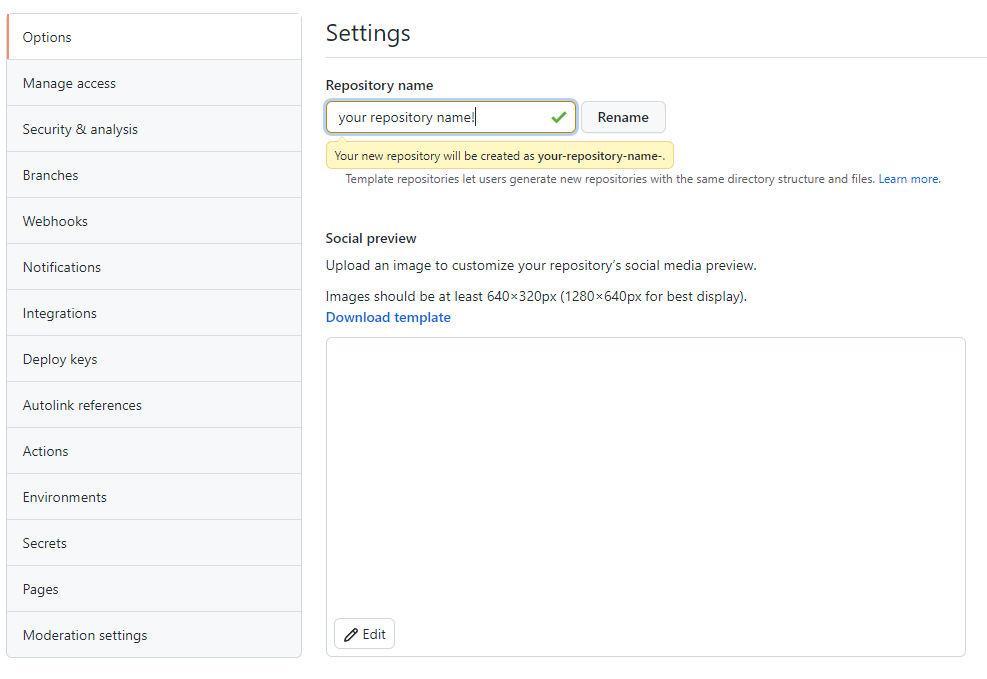 Options
Manage access
Security & analysis
Branches
Webhooks
Notifications
Integrations
Deploy keys
Autolink references
Actions
Environments
Secrets
Pages
Moderation settings
Settings
Repository name
your repository name!
Rename
Your new repository will be created as your-repository-name-.
Template repositories let users generate new repositories with the same directory structure and files. Learn more.
Social preview
Upload an image to customize your repository’s social media preview.
Images should be at least 640×320px (1280×640px for best display).
Download template
Edit